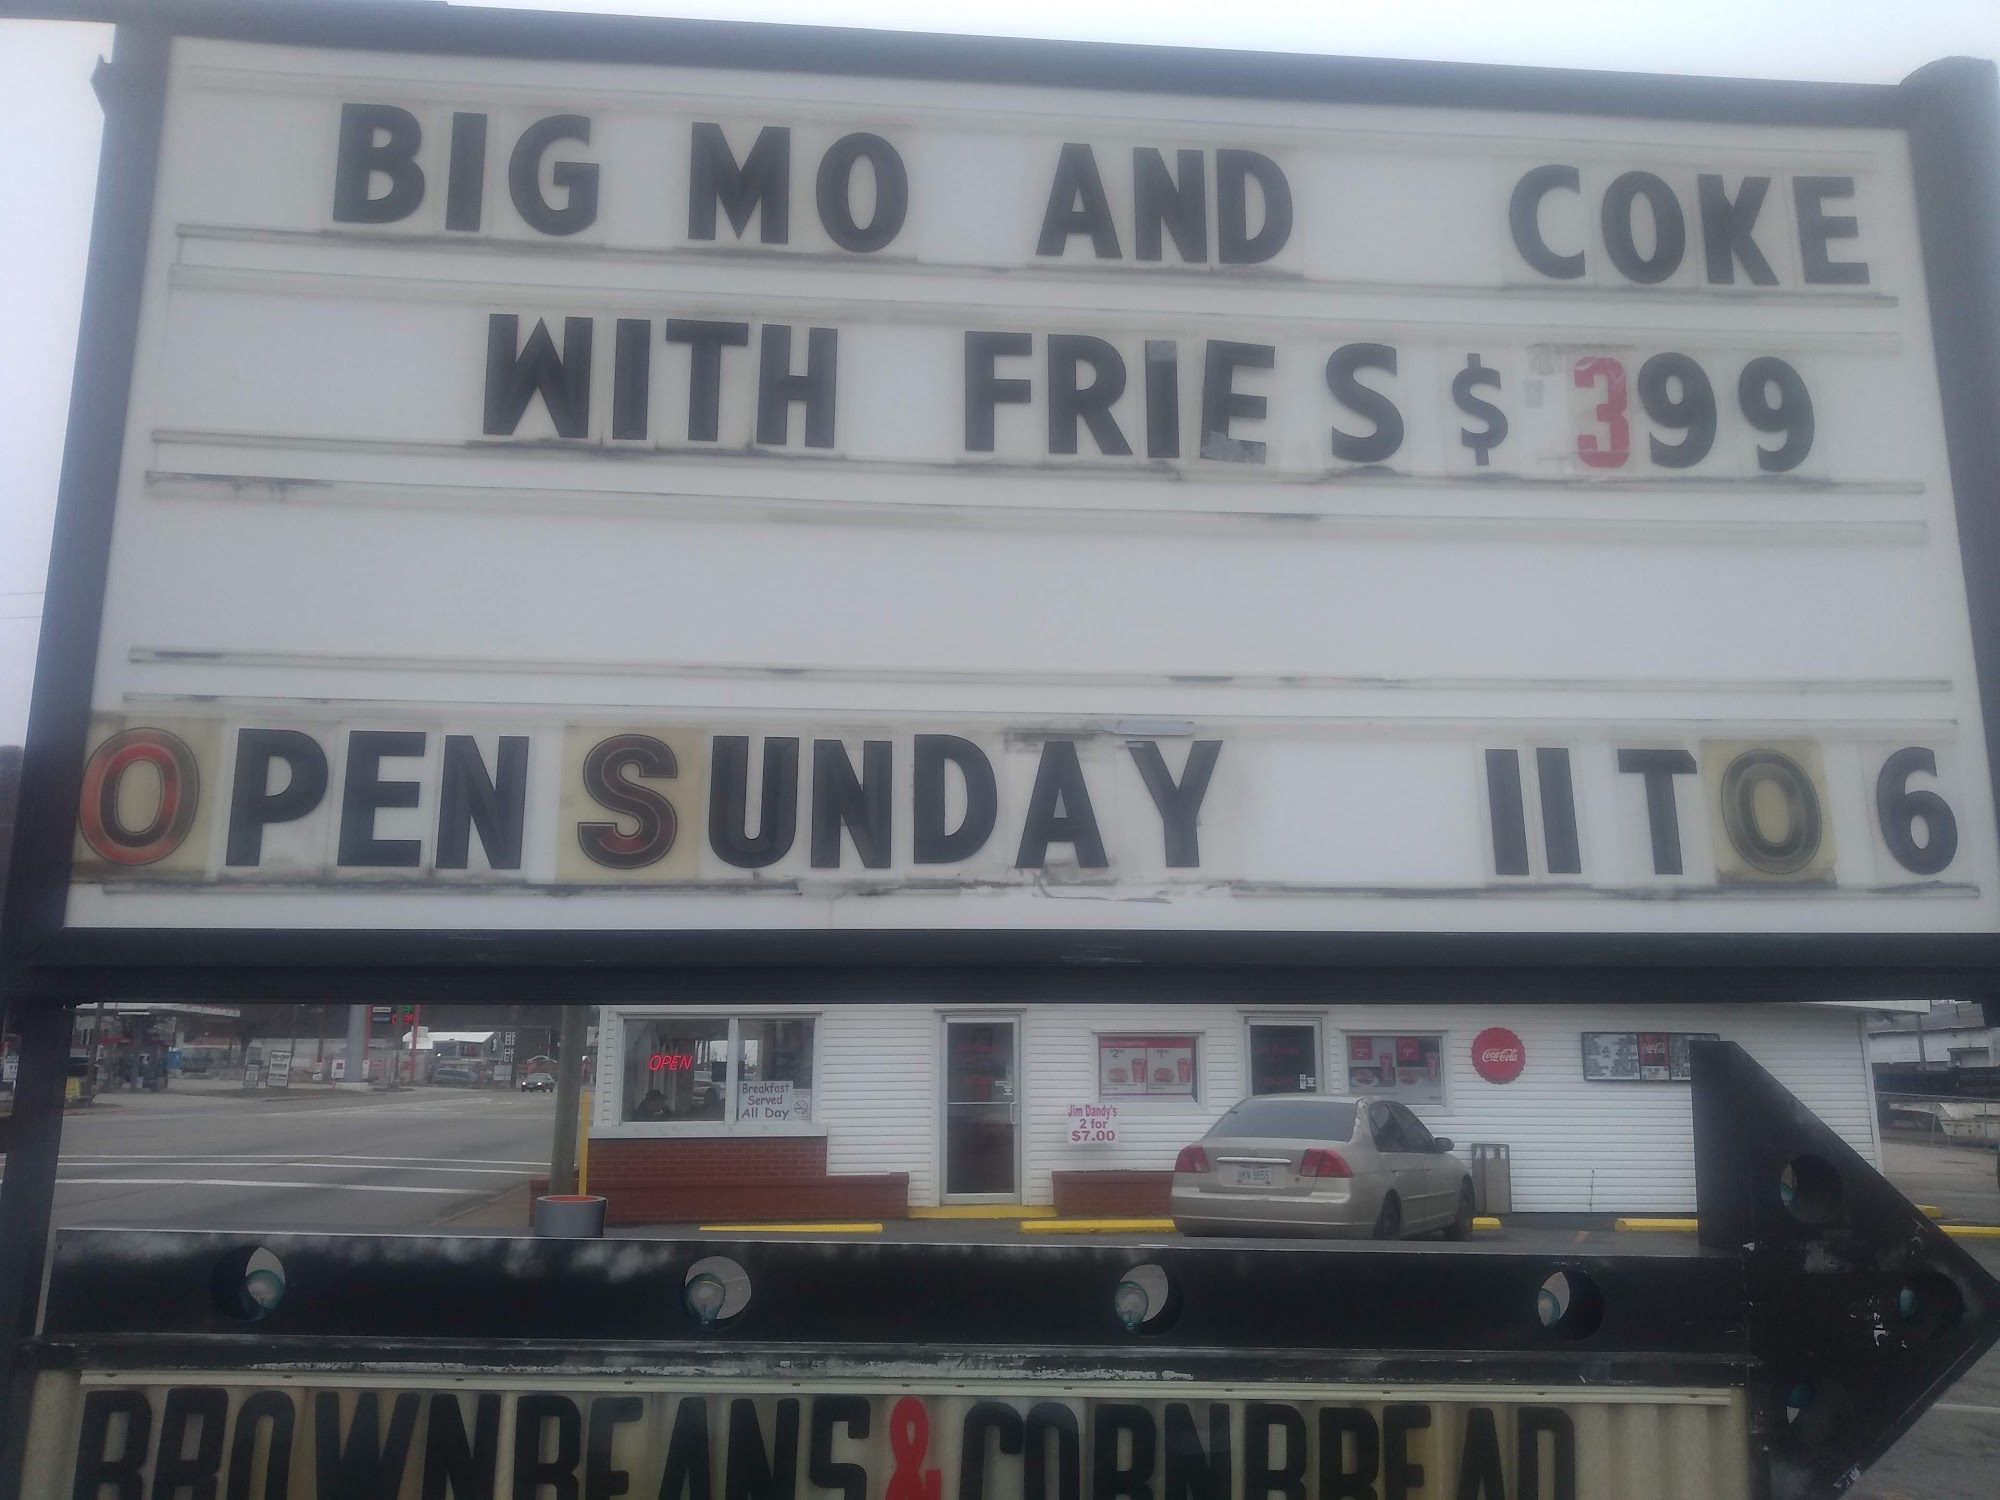 BIG MO AND COKE
WITH FRIES $ 399
OPEN SUNDAY 11 TO 6
OPEN
Breakfast
Served
All Day
Jim Dandy's
2 for
$7.00
Coca-Cola
BROWNBEANS & CORNBREAD